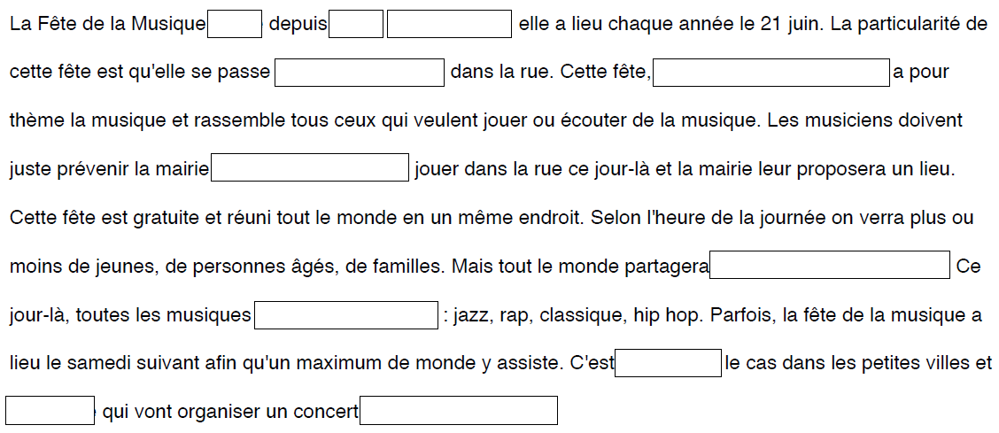 La Fête de la Musique depuis elle a lieu chaque année le 21 juin. La particularité de
cette fête est qu'elle se passe dans la rue. Cette fête, a pour
thème la musique et rassemble tous ceux qui veulent jouer ou écouter de la musique. Les musiciens doivent
juste prévenir la mairie jouer dans la rue ce jour-là et la mairie leur proposera un lieu.
Cette fête est gratuite et réuni tout le monde en un même endroit. Selon l'heure de la journée on verra plus ou
moins de jeunes, de personnes âgés, de familles. Mais tout le monde partagera Ce
jour-là, toutes les musiques : jazz, rap, classique, hip hop. Parfois, la fête de la musique a
lieu le samedi suivant afin qu'un maximum de monde y assiste. C'est le cas dans les petites villes et
qui vont organiser un concert